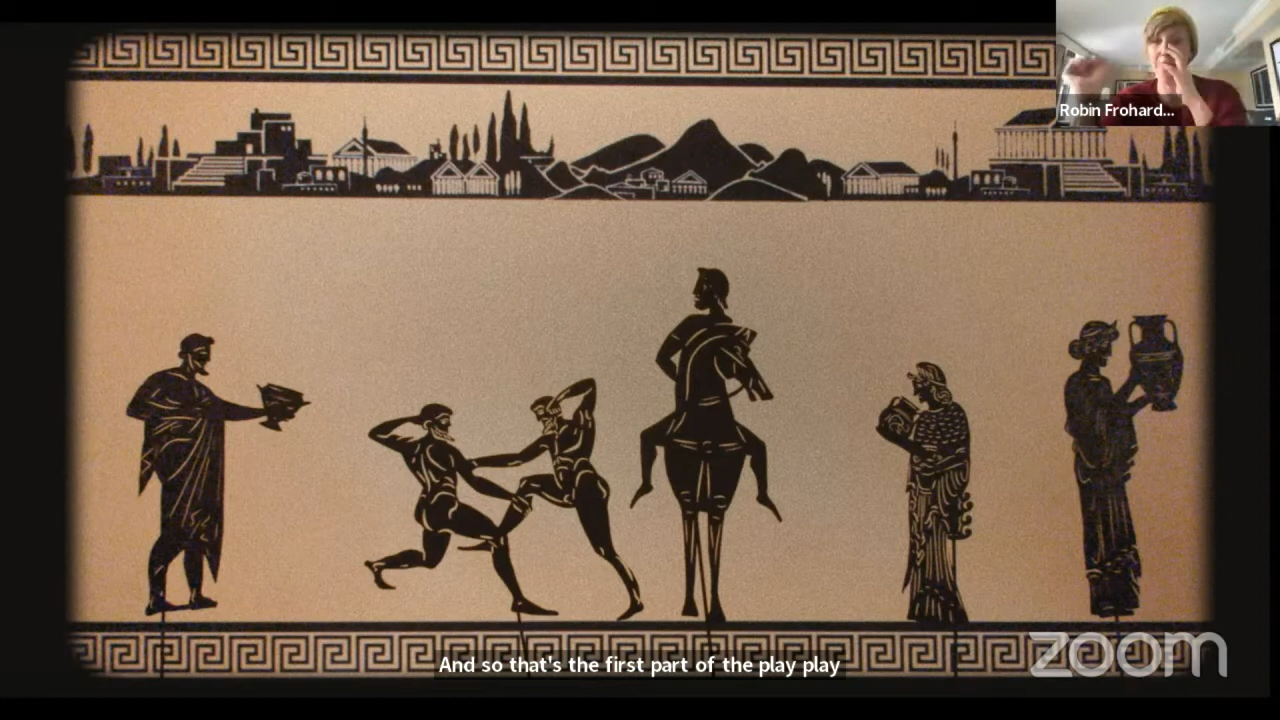 Robin Frohard...
And so that's the first part of the play play
zoom